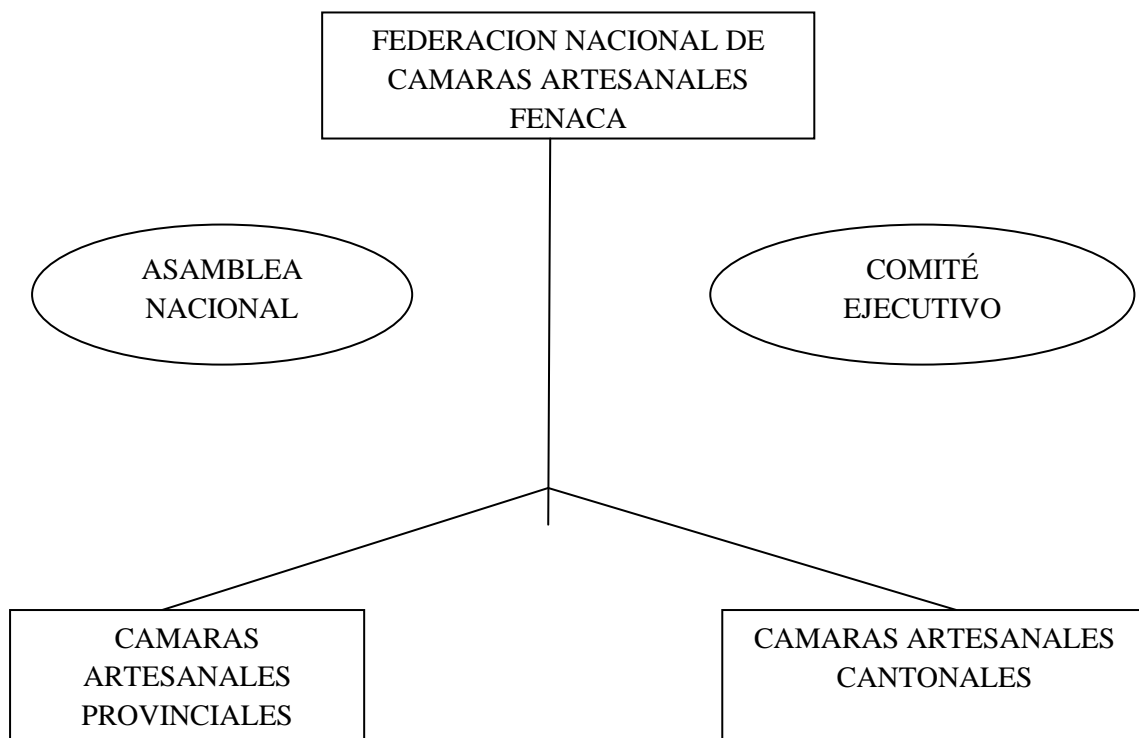 FEDERACION NACIONAL DE
CAMARAS ARTESANALES
FENACA
ASAMBLEA
NACIONAL
COMITÉ
EJECUTIVO
CAMARAS
ARTESANALES
PROVINCIALES
CAMARAS ARTESANALES
CANTONALES